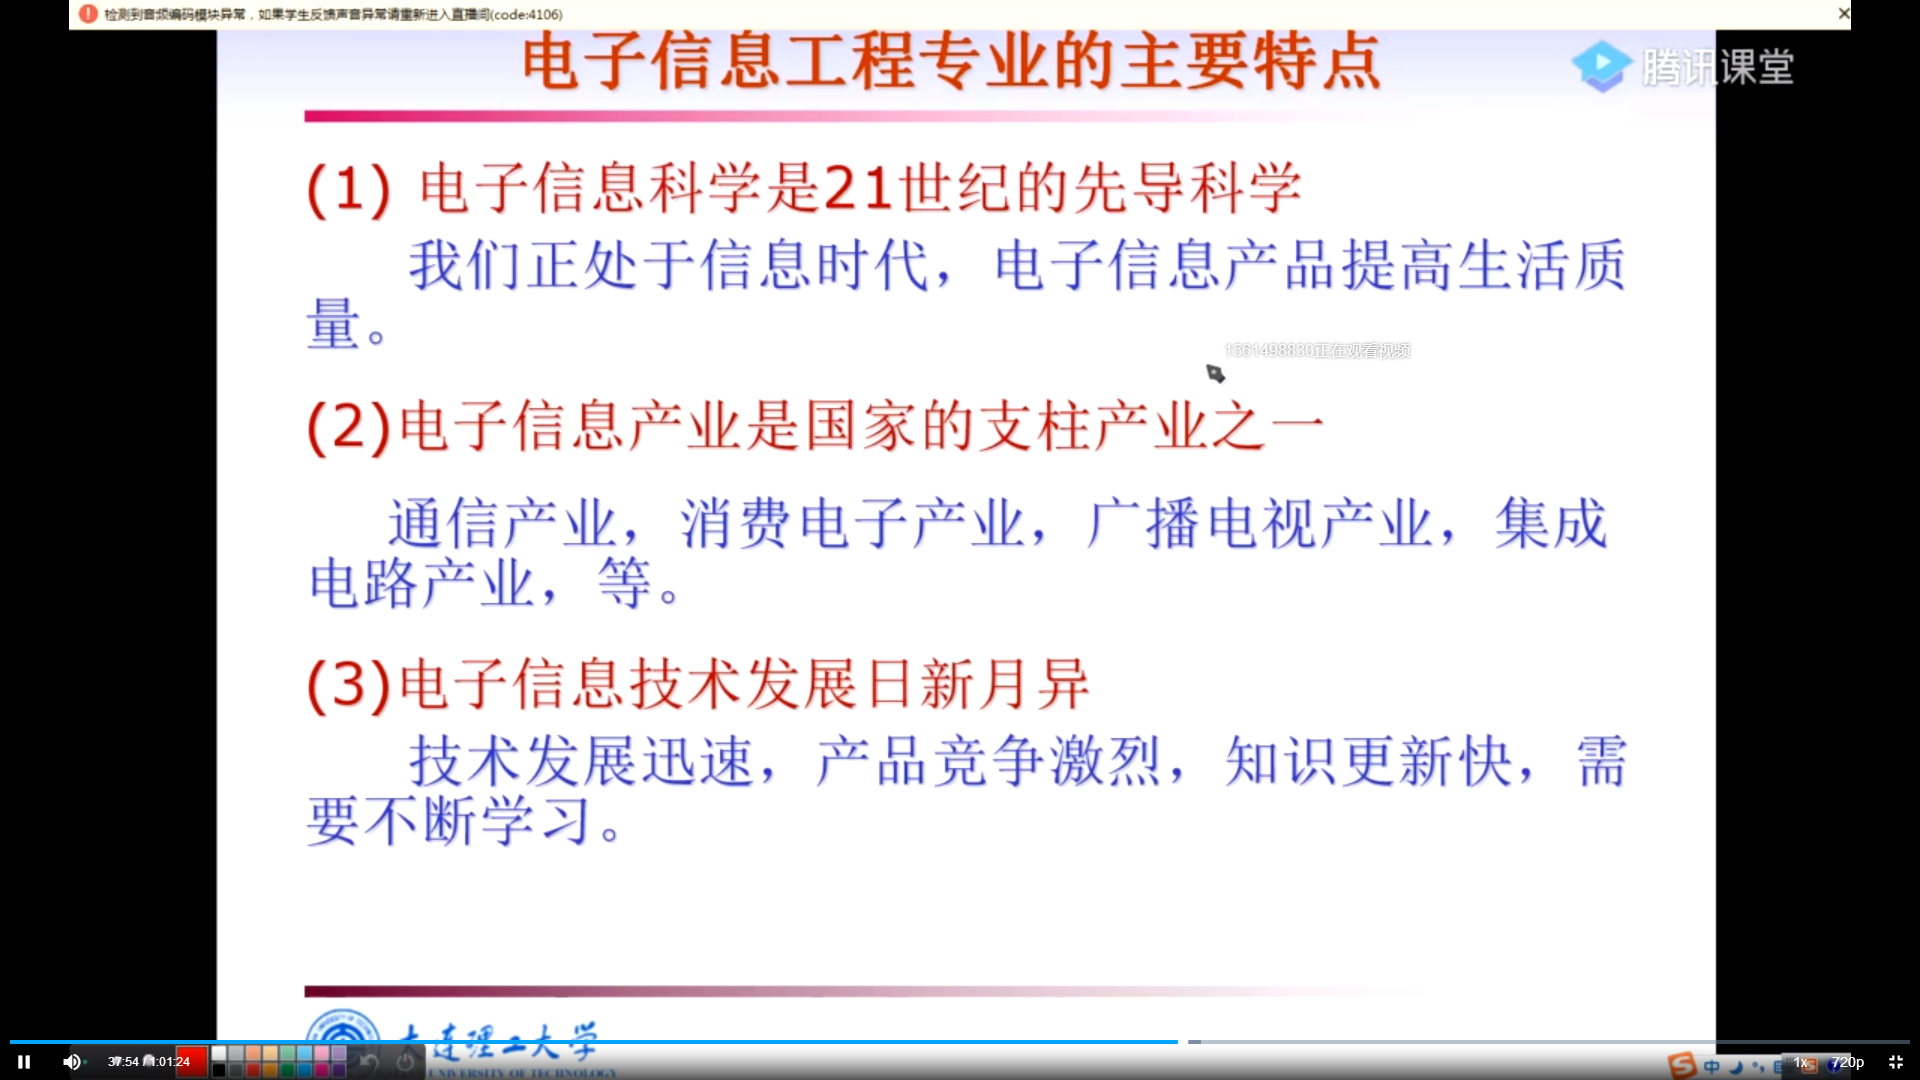 检测到音频编码模块异常，如果学生反馈声音异常请重新进入直播间(code:4106)
电子信息工程专业的主要特点
腾讯课堂
(1) 电子信息科学是21世纪的先导科学
我们正处于信息时代，电子信息产品提高生活质
量。
1561498830正在观看视频
(2)电子信息产业是国家的支柱产业之一
通信产业，消费电子产业，广播电视产业，集成
电路产业，等。
(3)电子信息技术发展日新月异
技术发展迅速，产品竞争激烈，知识更新快，需
要不断学习。
大连理工大学
UNIVERSITY OF TECHNOLOGY
37:54 / 1:01:24
中
1x
720p